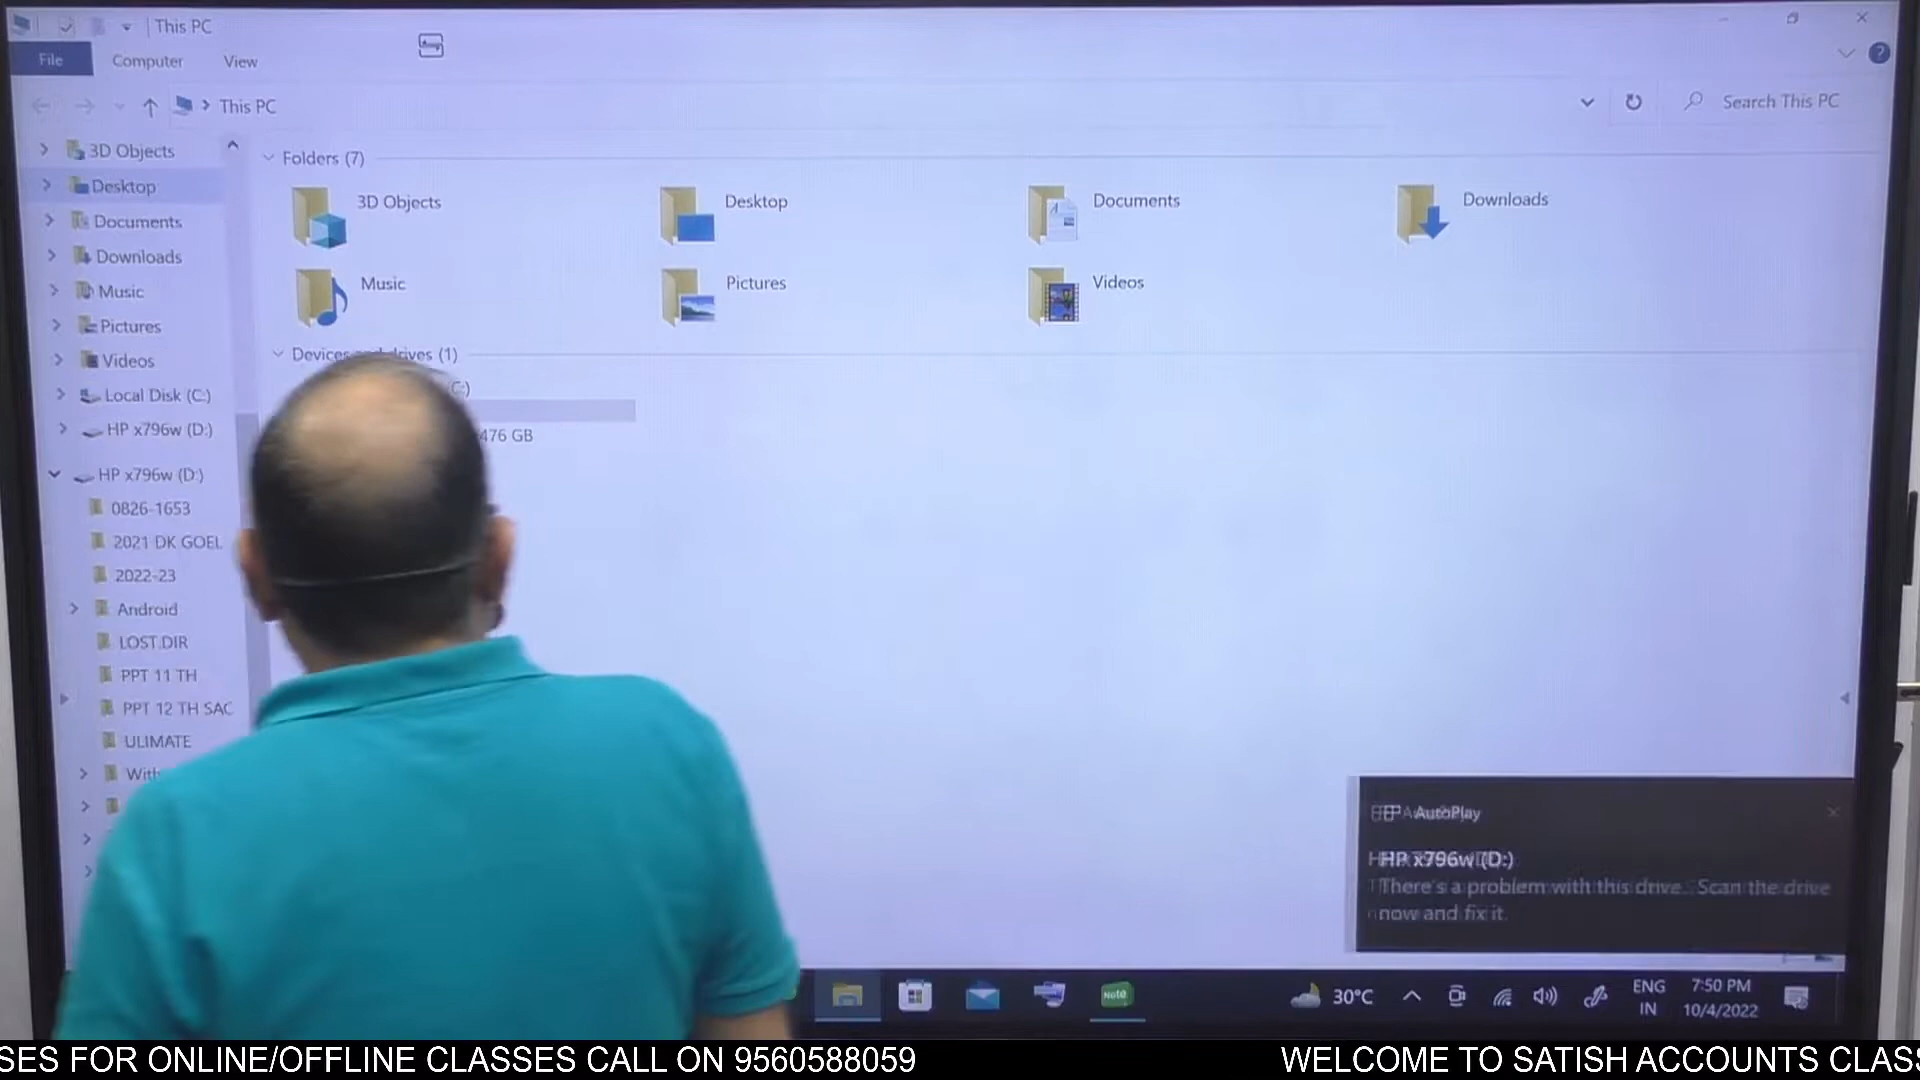 This PC
File Computer View
This PC
Search This PC
3D Objects
Desktop
Documents
Downloads
Music
Pictures
Videos
Local Disk (C:)
HP x796w (D:)
HP x796w (D:)
0826-1653
2021 DK GOEL
2022-23
Android
LOST.DIR
PPT 11 TH
PPT 12 TH SAC
ULIMATE
Folders (7)
3D Objects
Desktop
Documents
Downloads
Music
Pictures
Videos
Devices and drives (1)
(C:)
476 GB
AutoPlay
HP x796w (D:)
There's a problem with this drive. Scan the drive
now and fix it.
Note
30°C
ENG
IN
7:50 PM
10/4/2022
SES FOR ONLINE/OFFLINE CLASSES CALL ON 9560588059
WELCOME TO SATISH ACCOUNTS CLAS